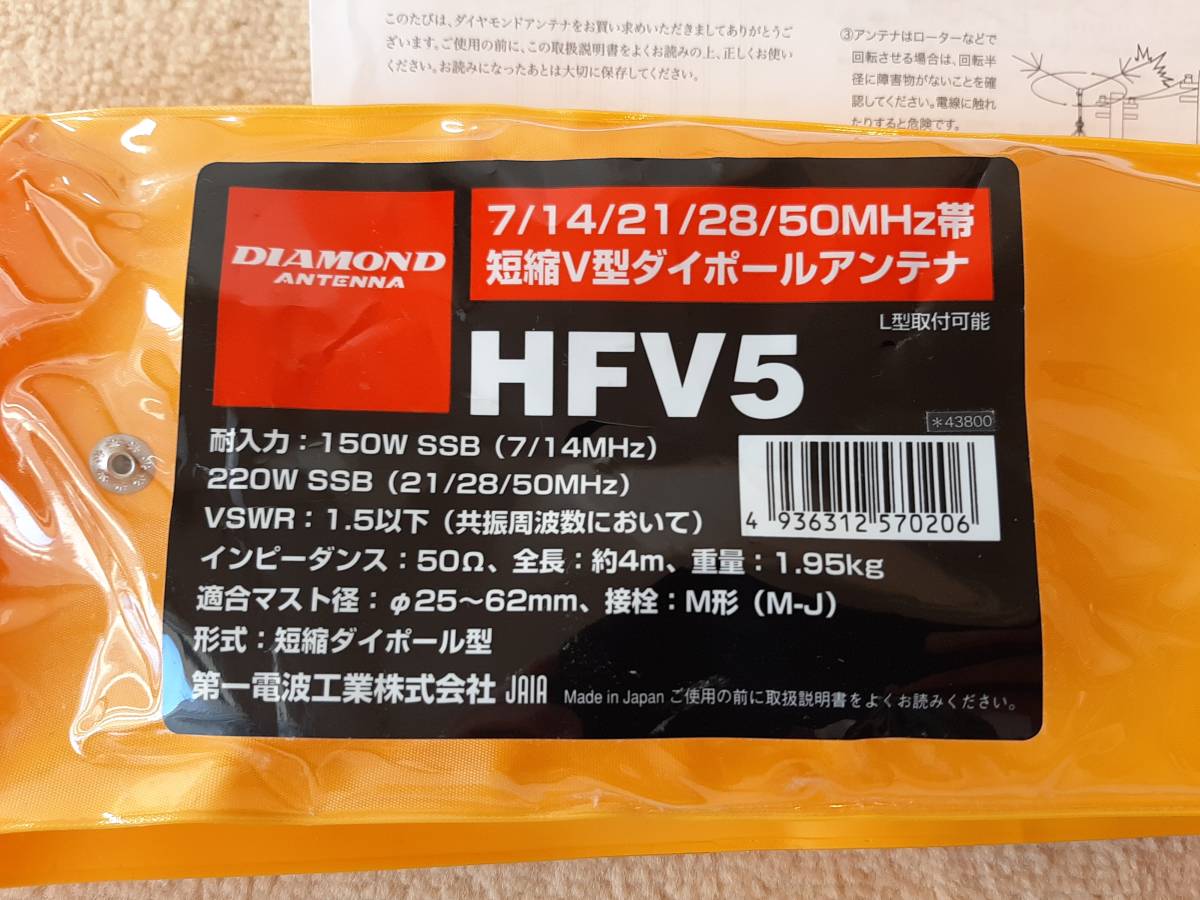 このたびは、ダイヤモンドアンテナをお買い求めいただきましてありがとうご
ざいます。ご使用の前に、この取扱説明書をよくお読みの上、正しくお使い
ください。お読みになったあとは大切に保存してください。
③アンテナはローターなどで
回転させる場合は、回転半
径に障害物がないことを確
認してください。電線に触れ
たりすると危険です。
DIAMOND
ANTENNA
7/14/21/28/50MHz帯
短縮V型ダイポールアンテナ
L型取付可能
HFV5
＊43800
耐入力：150W SSB（7/14MHz）
220W SSB（21/28/50MHz）
VSWR：1.5以下（共振周波数において）
インピーダンス：50Ω、全長：約4m、重量：1.95kg
適合マスト径：φ25～62mm、接栓：M形（M-J）
形式：短縮ダイポール型
4 936312 570206
第一電波工業株式会社 JAIA Made in Japan ご使用の前に取扱説明書をよくお読みください。